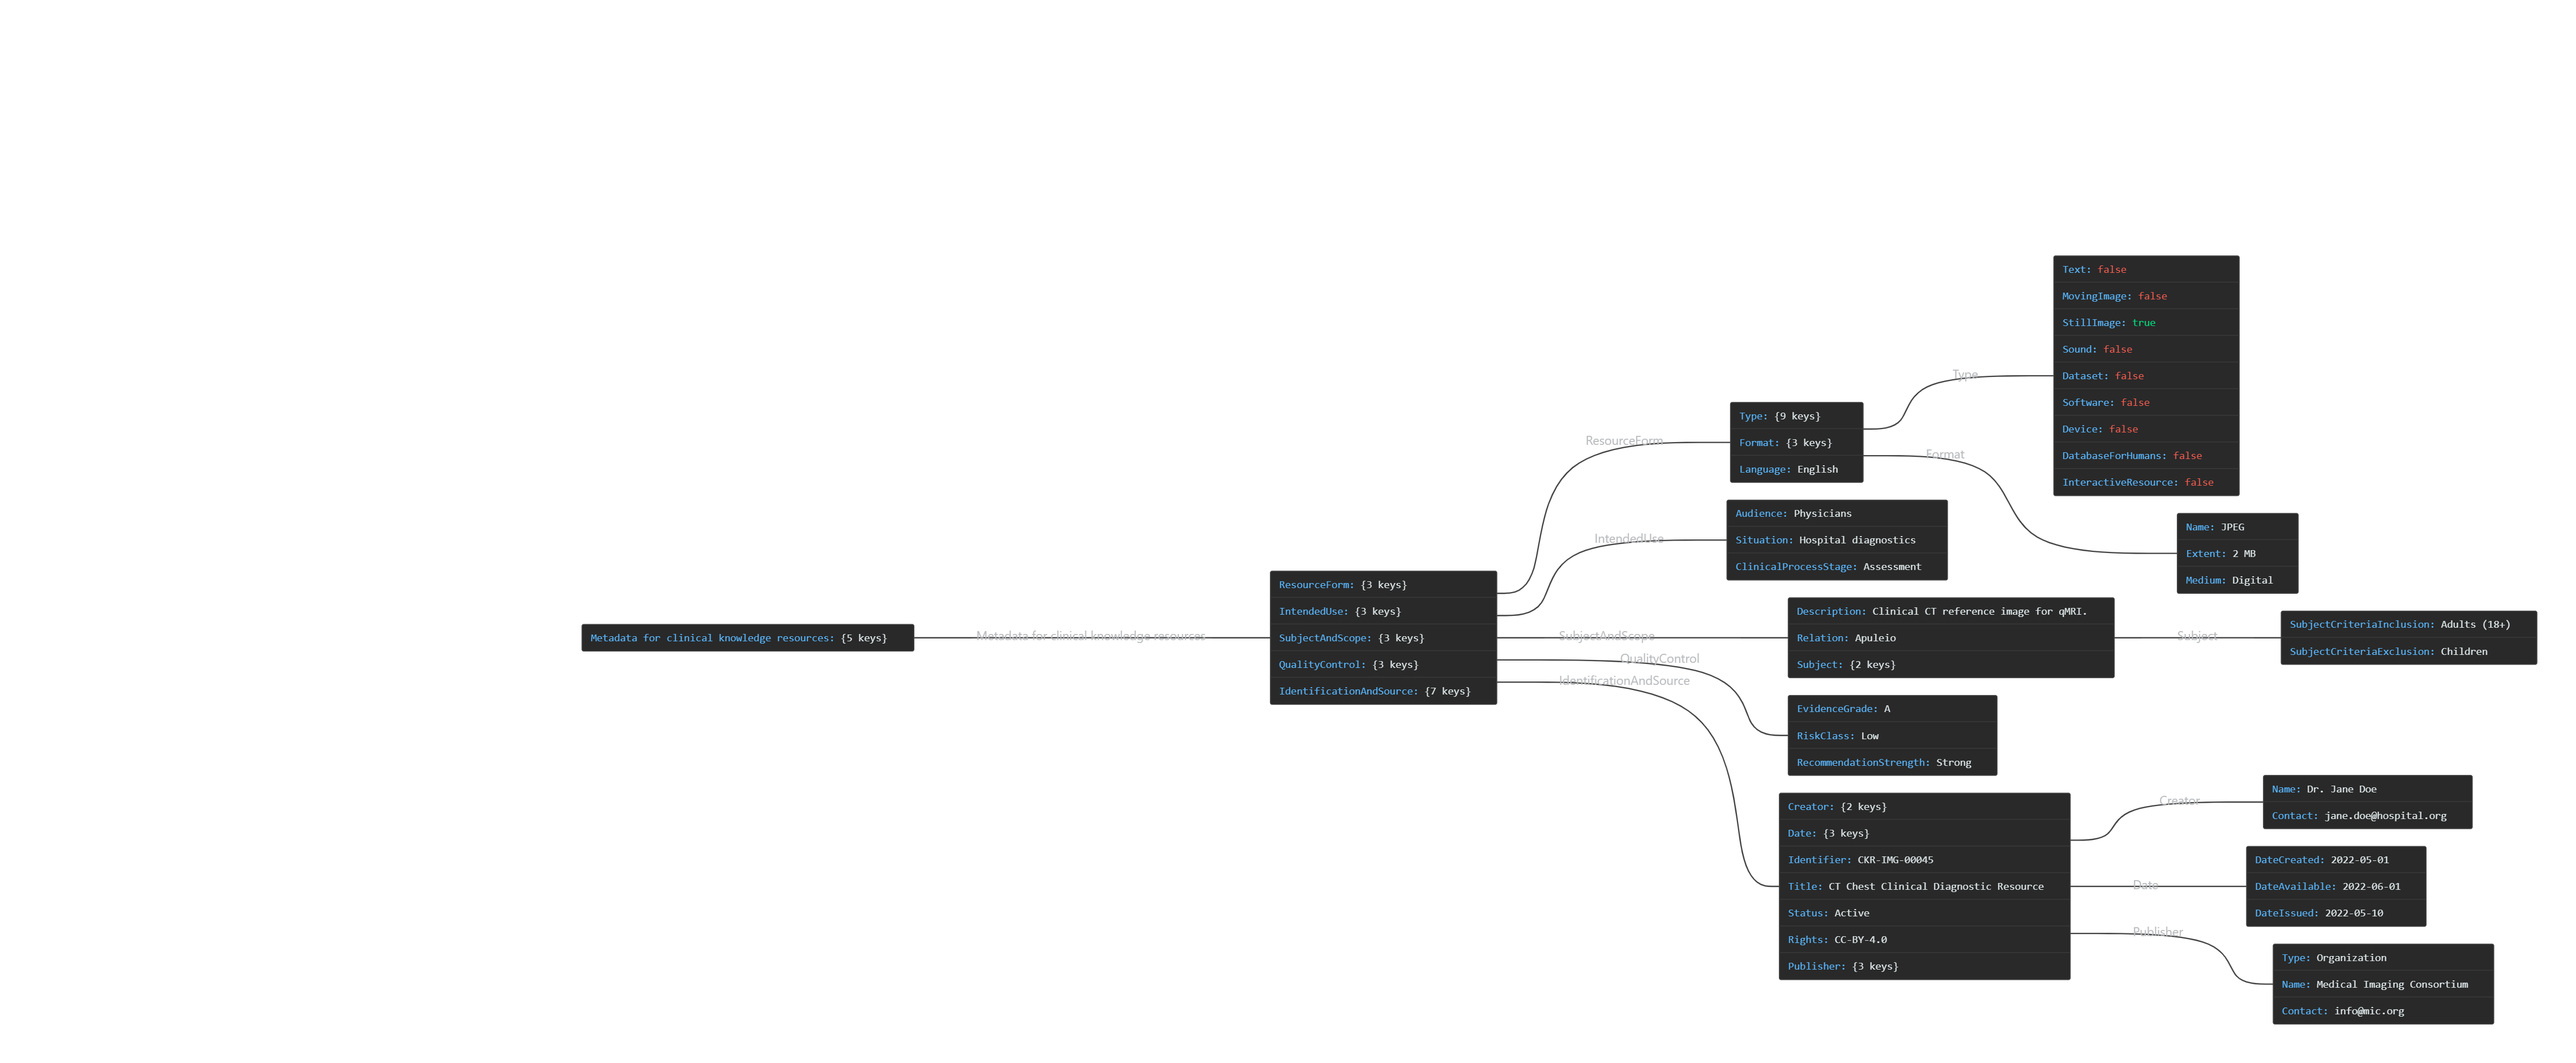 Metadata for clinical knowledge resources: {5 keys}
Metadata for clinical knowledge resources
ResourceForm: {3 keys}
IntendedUse: {3 keys}
SubjectAndScope: {3 keys}
QualityControl: {3 keys}
IdentificationAndSource: {7 keys}
ResourceForm
Type: {9 keys}
Format: {3 keys}
Language: English
Type
Text: false
MovingImage: false
StillImage: true
Sound: false
Dataset: false
Software: false
Device: false
DatabaseForHumans: false
InteractiveResource: false
Format
Name: JPEG
Extent: 2 MB
Medium: Digital
IntendedUse
Audience: Physicians
Situation: Hospital diagnostics
ClinicalProcessStage: Assessment
SubjectAndScope
Description: Clinical CT reference image for qMRI.
Relation: Apuleio
Subject: {2 keys}
Subject
SubjectCriteriaInclusion: Adults (18+)
SubjectCriteriaExclusion: Children
QualityControl
EvidenceGrade: A
RiskClass: Low
RecommendationStrength: Strong
IdentificationAndSource
Creator: {2 keys}
Date: {3 keys}
Identifier: CKR-IMG-00045
Title: CT Chest Clinical Diagnostic Resource
Status: Active
Rights: CC-BY-4.0
Publisher: {3 keys}
Creator
Name: Dr. Jane Doe
Contact: jane.doe@hospital.org
Date
DateCreated: 2022-05-01
DateAvailable: 2022-06-01
DateIssued: 2022-05-10
Publisher
Type: Organization
Name: Medical Imaging Consortium
Contact: info@mic.org